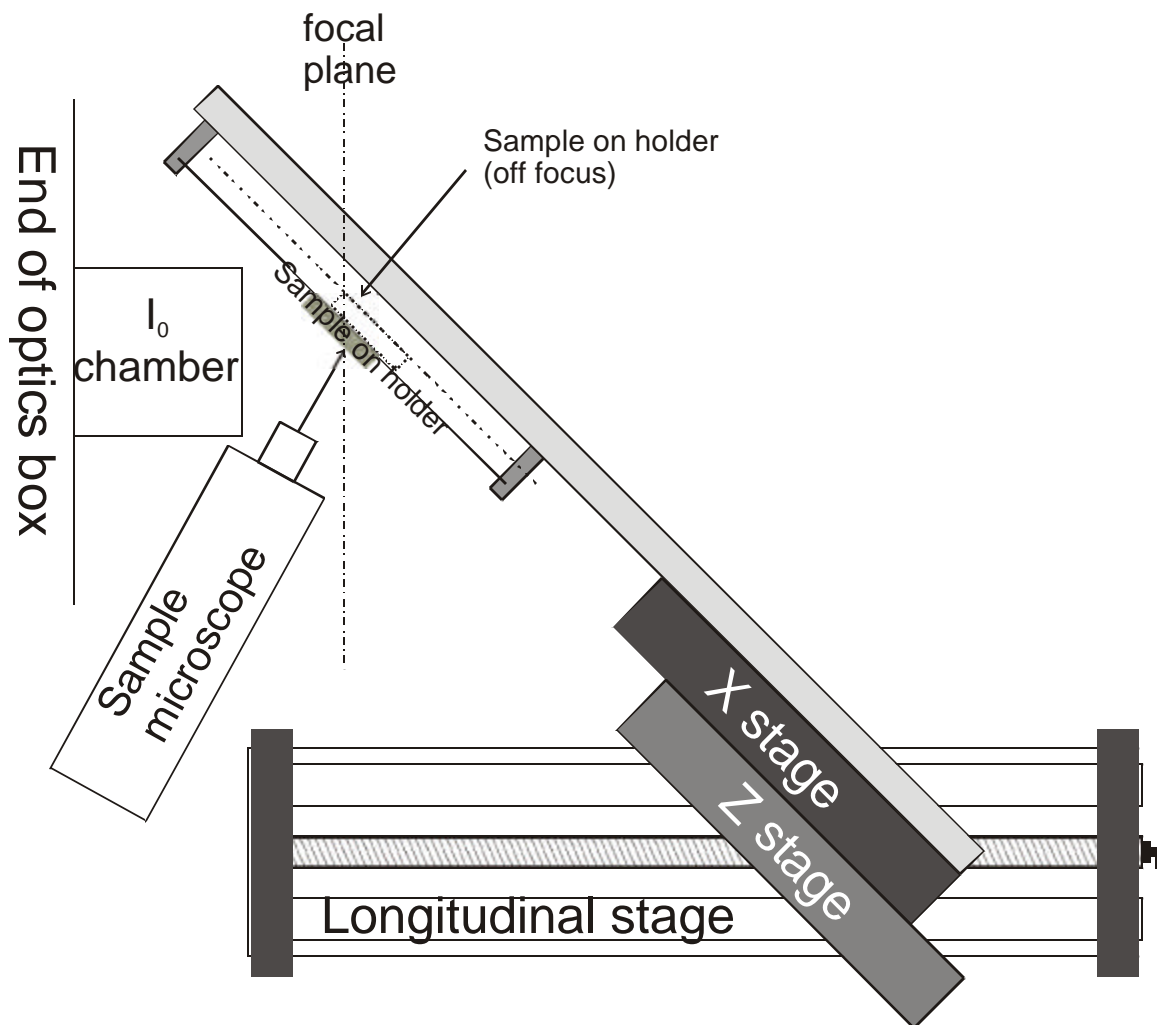 focal
plane
Sample on holder
(off focus)
End of optics box
I₀
chamber
Sample on holder
Sample
microscope
X stage
Z stage
Longitudinal stage